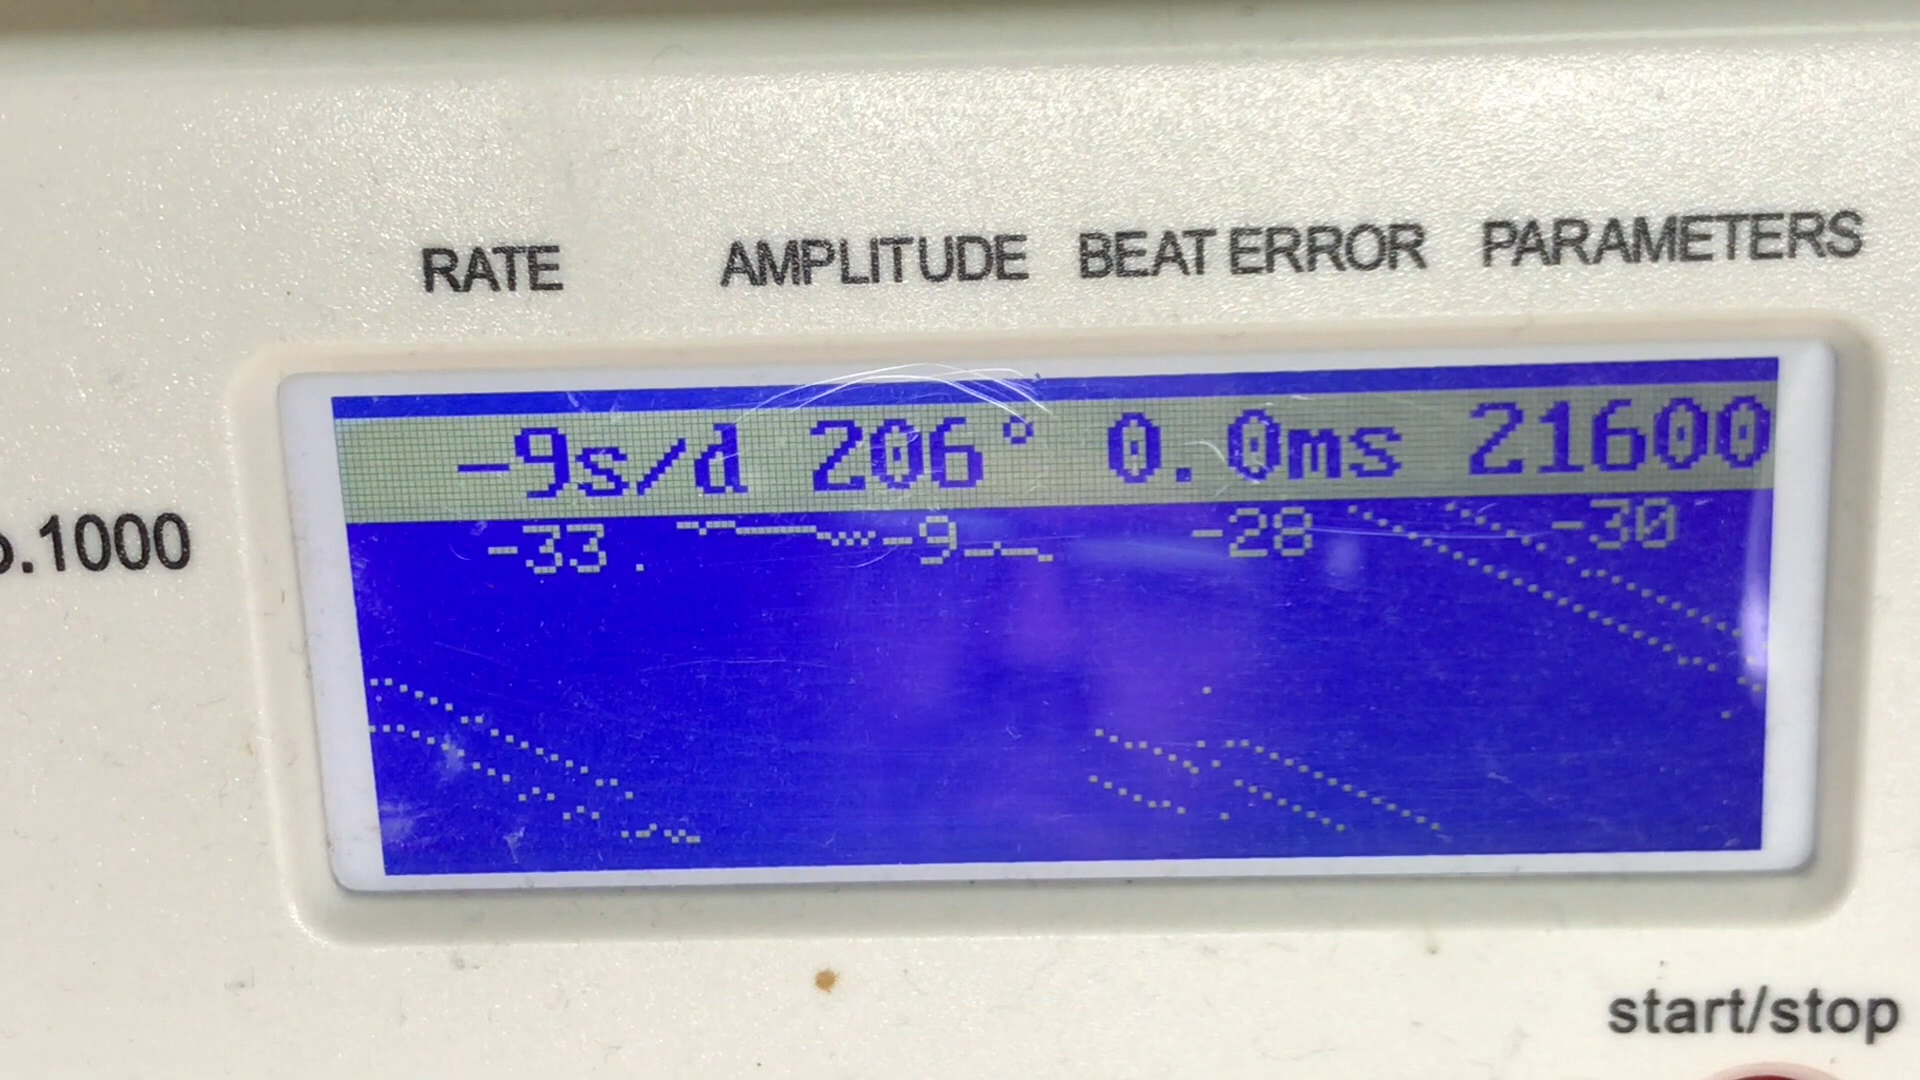 RATE AMPLITUDE BEAT ERROR PARAMETERS
-9s/d 206° 0.0ms 21600
-33 -9 -28 -30
o.1000
start/stop